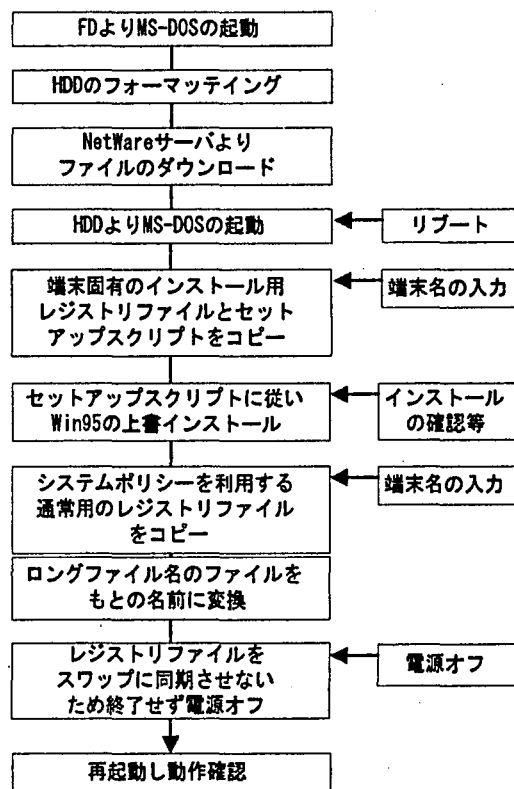 FDよりMS-DOSの起動
HDDのフォーマッテイング
NetWareサーバより
ファイルのダウンロード
HDDよりMS-DOSの起動
リブート
端末固有のインストール用
レジストリファイルとセット
アップスクリプトをコピー
端末名の入力
セットアップスクリプトに従い
Win95の上書インストール
インストール
の確認等
システムポリシーを利用する
通常用のレジストリファイル
をコピー
端末名の入力
ロングファイル名のファイルを
もとの名前に変換
レジストリファイルを
スワップに同期させない
ため終了せず電源オフ
電源オフ
再起動し動作確認